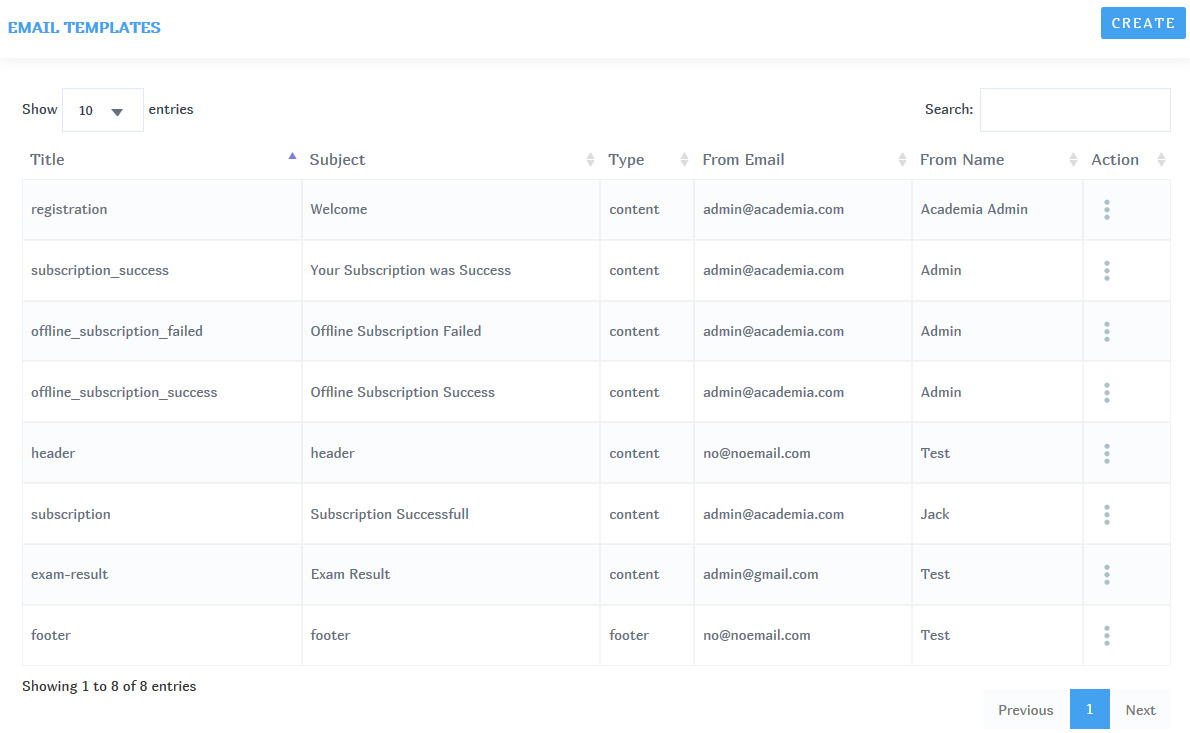 EMAIL TEMPLATES
CREATE
Show 10 entries Search:
Title Subject Type From Email From Name Action
registration Welcome content admin@academia.com Academia Admin
subscription_success Your Subscription was Success content admin@academia.com Admin
offline_subscription_failed Offline Subscription Failed content admin@academia.com Admin
offline_subscription_success Offline Subscription Success content admin@academia.com Admin
header header content no@noemail.com Test
subscription Subscription Successfull content admin@academia.com Jack
exam-result Exam Result content admin@gmail.com Test
footer footer footer no@noemail.com Test
Showing 1 to 8 of 8 entries
Previous 1 Next